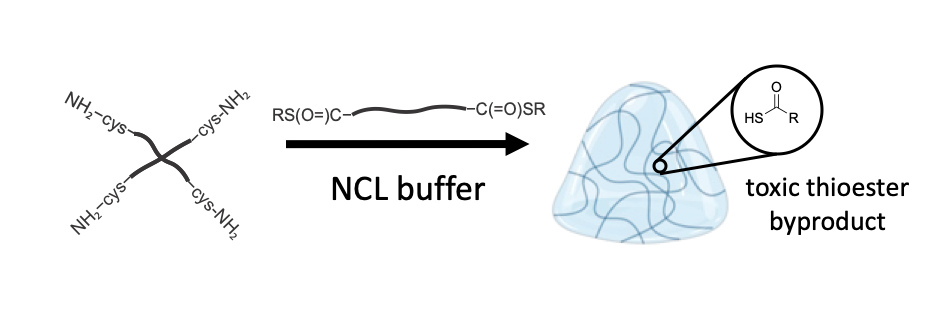 NH₂-cys-
-cys-NH₂
NH₂-cys-
cys-NH₂
RS(O=)C-
-C(=O)SR
NCL buffer
O
HS
R
toxic thioester
byproduct